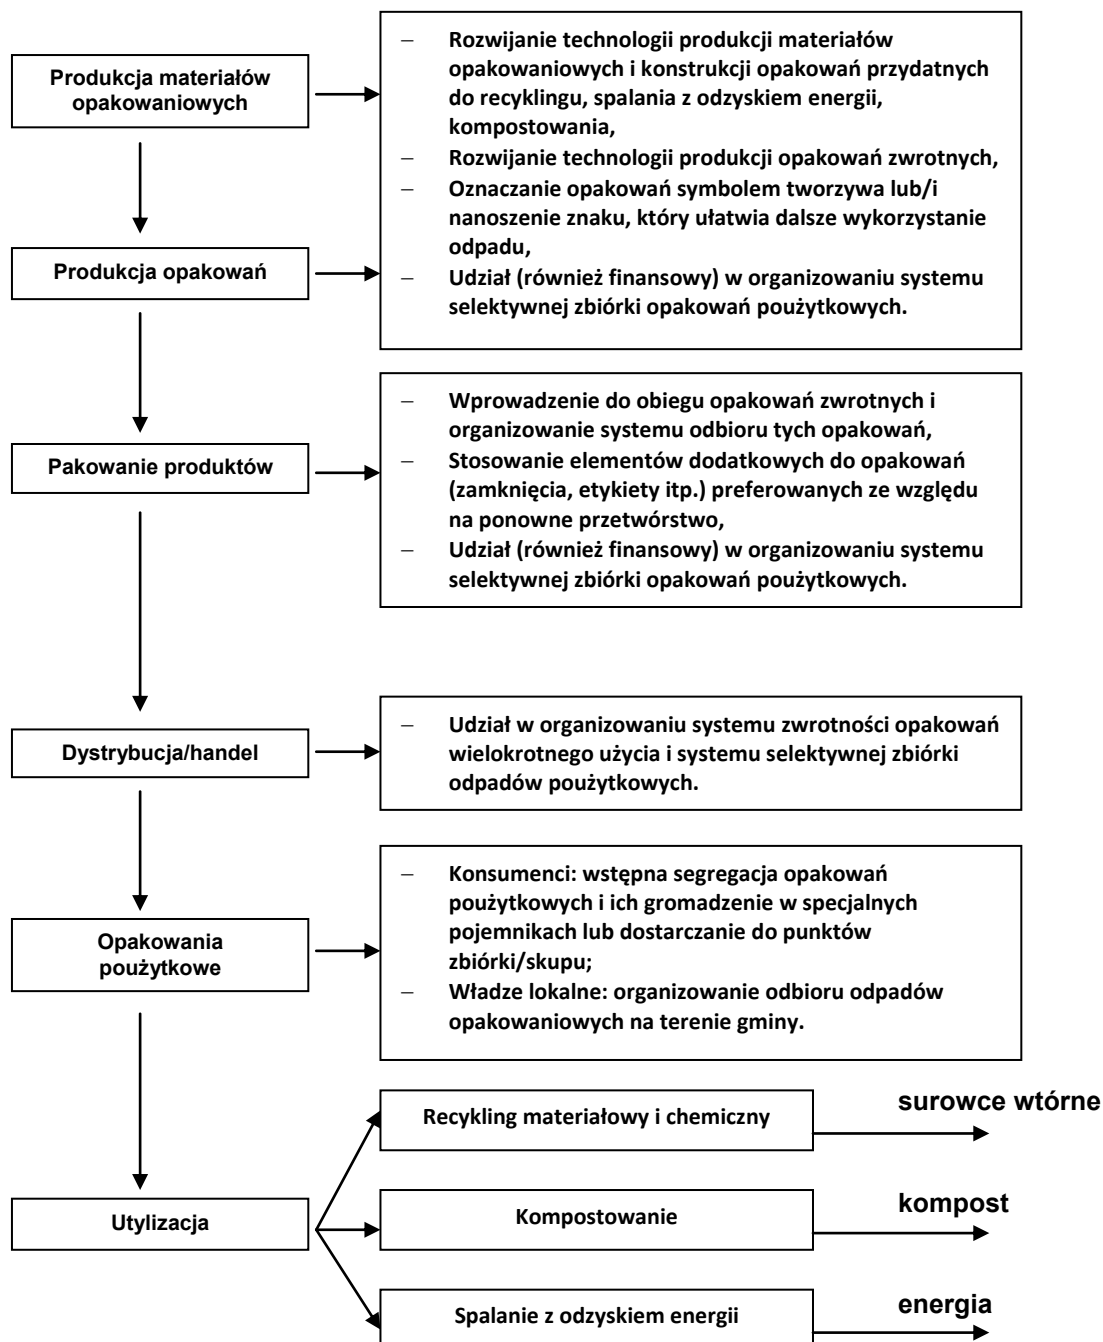 Produkcja materiałów
opakowaniowych
– Rozwijanie technologii produkcji materiałów
opakowaniowych i konstrukcji opakowań przydatnych
do recyklingu, spalania z odzyskiem energii,
kompostowania,
– Rozwijanie technologii produkcji opakowań zwrotnych,
– Oznaczanie opakowań symbolem tworzywa lub/i
nanoszenie znaku, który ułatwia dalsze wykorzystanie
odpadu,
– Udział (również finansowy) w organizowaniu systemu
selektywnej zbiórki opakowań poużytkowych.
Produkcja opakowań
Pakowanie produktów
– Wprowadzenie do obiegu opakowań zwrotnych i
organizowanie systemu odbioru tych opakowań,
– Stosowanie elementów dodatkowych do opakowań
(zamknięcia, etykiety itp.) preferowanych ze względu
na ponowne przetwórstwo,
– Udział (również finansowy) w organizowaniu systemu
selektywnej zbiórki opakowań poużytkowych.
Dystrybucja/handel
– Udział w organizowaniu systemu zwrotności opakowań
wielokrotnego użycia i systemu selektywnej zbiórki
odpadów poużytkowych.
Opakowania
poużytkowe
– Konsumenci: wstępna segregacja opakowań
poużytkowych i ich gromadzenie w specjalnych
pojemnikach lub dostarczanie do punktów
zbiórki/skupu;
– Władze lokalne: organizowanie odbioru odpadów
opakowaniowych na terenie gminy.
Utylizacja
Recykling materiałowy i chemiczny
surowce wtórne
Kompostowanie
kompost
Spalanie z odzyskiem energii
energia